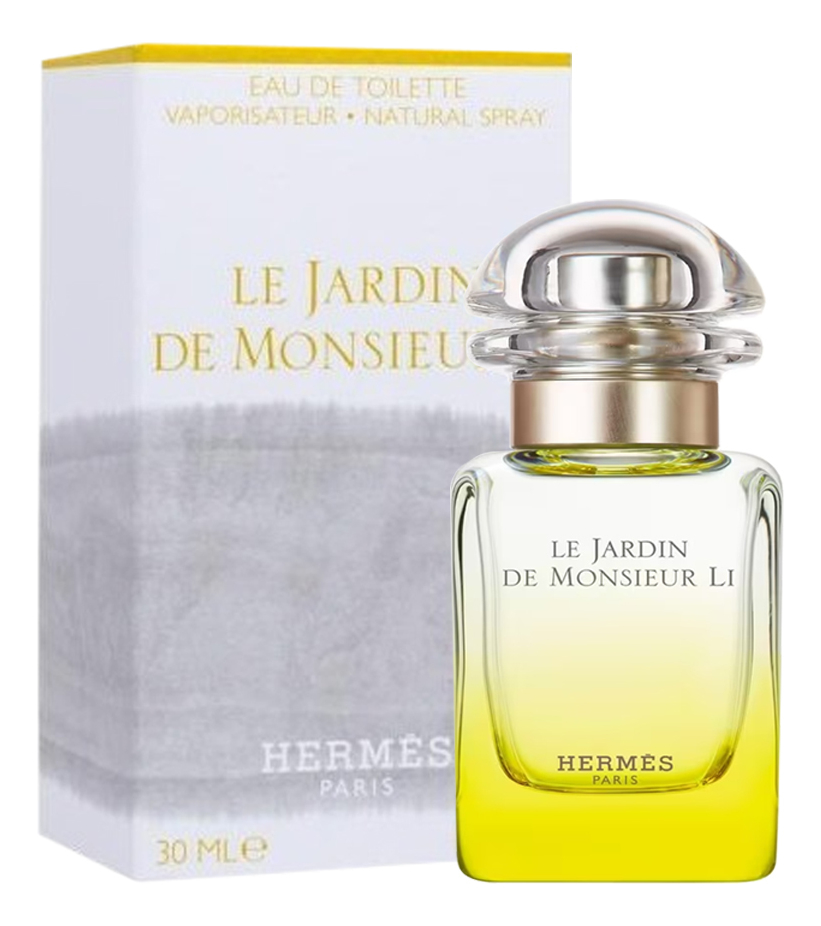 EAU DE TOILETTE
VAPORISATEUR • NATURAL SPRAY
LE JARDIN
DE MONSIEU
HERMÈS
PARIS
30 ML℮
LE JARDIN
DE MONSIEUR LI
HERMÈS
PARIS